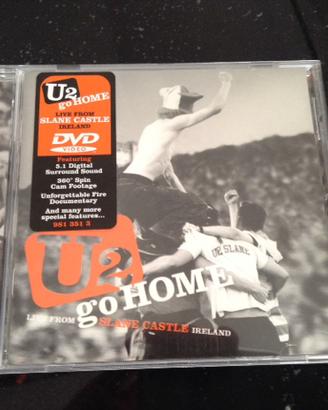 U2
go HOME
LIVE FROM
SLANE CASTLE
IRELAND
DVD
VIDEO
Featuring
5.1 Digital
Surround Sound
360° Spin
Cam Footage
Unforgettable Fire
Documentary
And many more
special features...
981 351 3
U2 SLANE
U2
go HOME
LIVE FROM SLANE CASTLE IRELAND